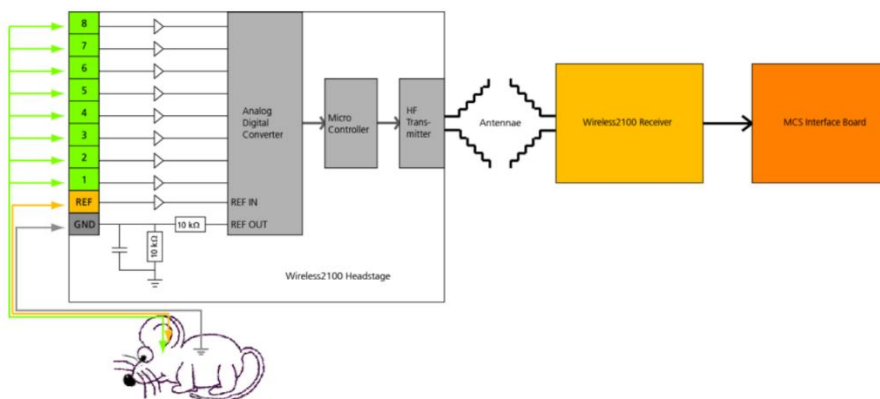 8
7
6
5
4
3
2
1
REF
GND
Analog
Digital
Converter
REF IN
REF OUT
10 kΩ
10 kΩ
Micro
Controller
HF
Trans-
mitter
Antennae
Wireless2100 Receiver
MCS Interface Board
Wireless2100 Headstage